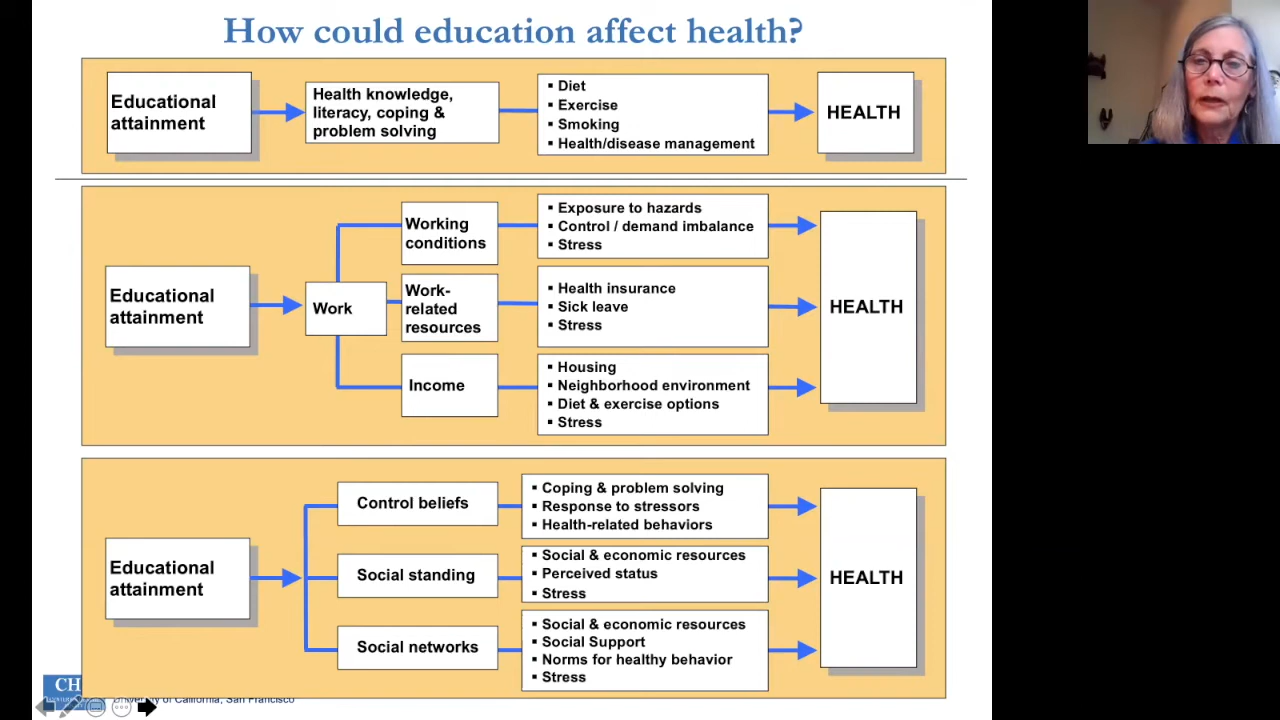 How could education affect health?
Educational
attainment
Health knowledge,
literacy, coping &
problem solving
▪ Diet
▪ Exercise
▪ Smoking
▪ Health/disease management
HEALTH
Educational
attainment
Work
Working
conditions
▪ Exposure to hazards
▪ Control / demand imbalance
▪ Stress
Work-
related
resources
▪ Health insurance
▪ Sick leave
▪ Stress
Income
▪ Housing
▪ Neighborhood environment
▪ Diet & exercise options
▪ Stress
HEALTH
Educational
attainment
Control beliefs
▪ Coping & problem solving
▪ Response to stressors
▪ Health-related behaviors
Social standing
▪ Social & economic resources
▪ Perceived status
▪ Stress
Social networks
▪ Social & economic resources
▪ Social Support
▪ Norms for healthy behavior
▪ Stress
HEALTH
CH
University of California, San Francisco